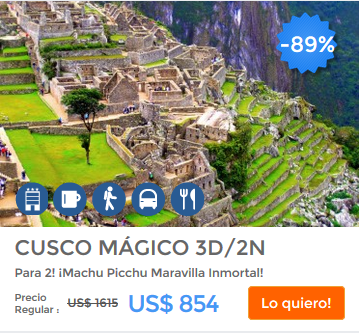 -89%
CUSCO MÁGICO 3D/2N
Para 2! ¡Machu Picchu Maravilla Inmortal!
Precio
Regular : US$ 1615 US$ 854 Lo quiero!